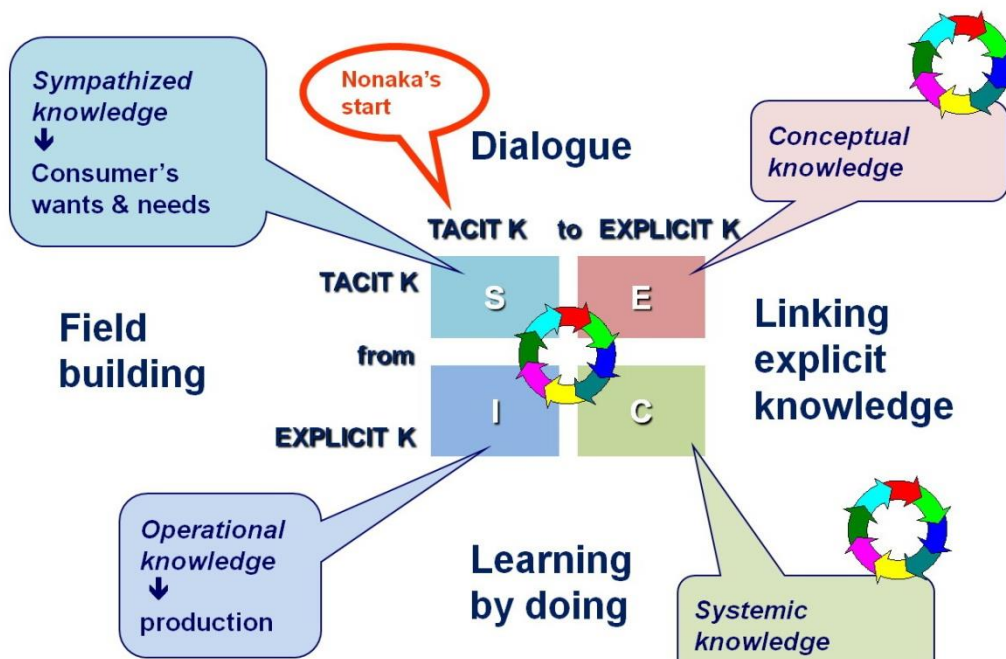 Sympathized
knowledge
🡳
Consumer's
wants & needs
Nonaka's
start
Dialogue
Conceptual
knowledge
TACIT K to EXPLICIT K
TACIT K
S
E
Field
building
from
Linking
explicit
knowledge
EXPLICIT K
I
C
Operational
knowledge
🡳
production
Learning
by doing
Systemic
knowledge